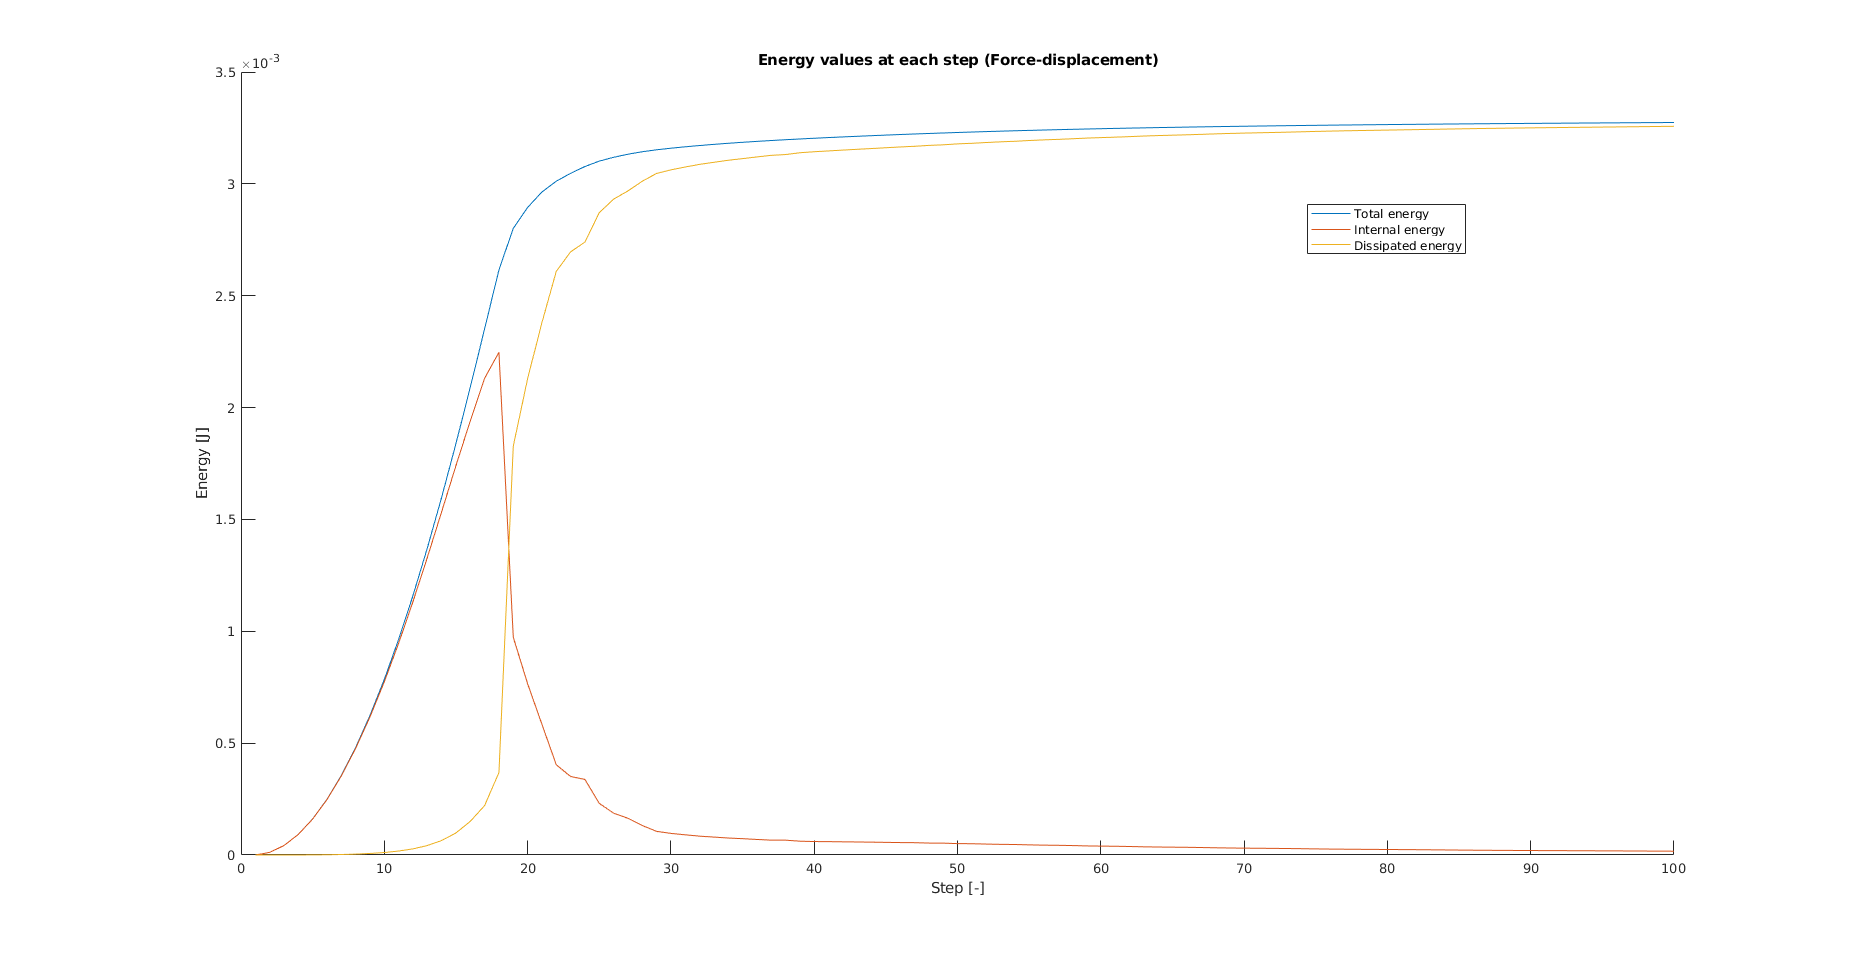 Energy values at each step (Force-displacement)
×10-3
3.5
3
2.5
2
1.5
1
0.5
0
Energy [J]
Total energy
Internal energy
Dissipated energy
0 10 20 30 40 50 60 70 80 90 100
Step [-]